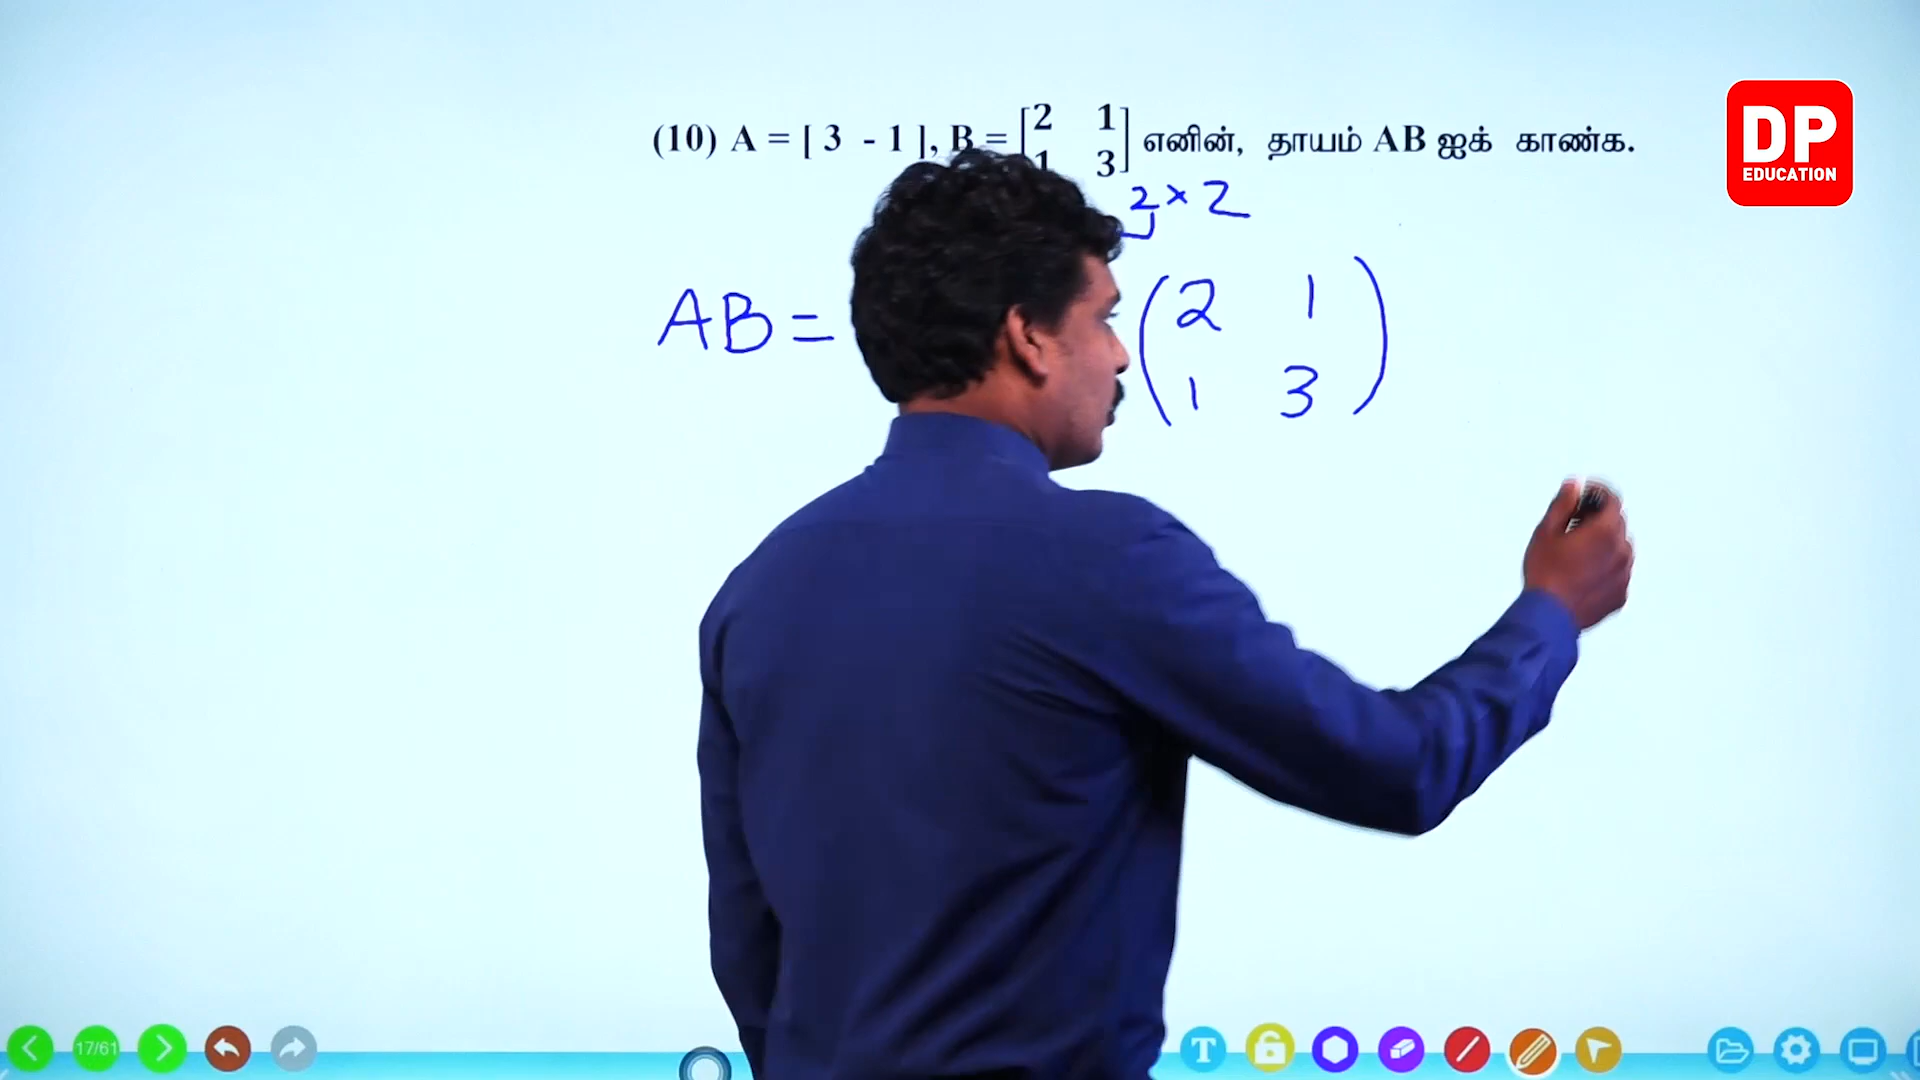 (10) A = [ 3 - 1 ], B = [2 1] எனின், தாயம் AB ஐக் காண்க.
1 3
2 × 2
AB = (2 1)
1 3
DP
EDUCATION
17/61
T